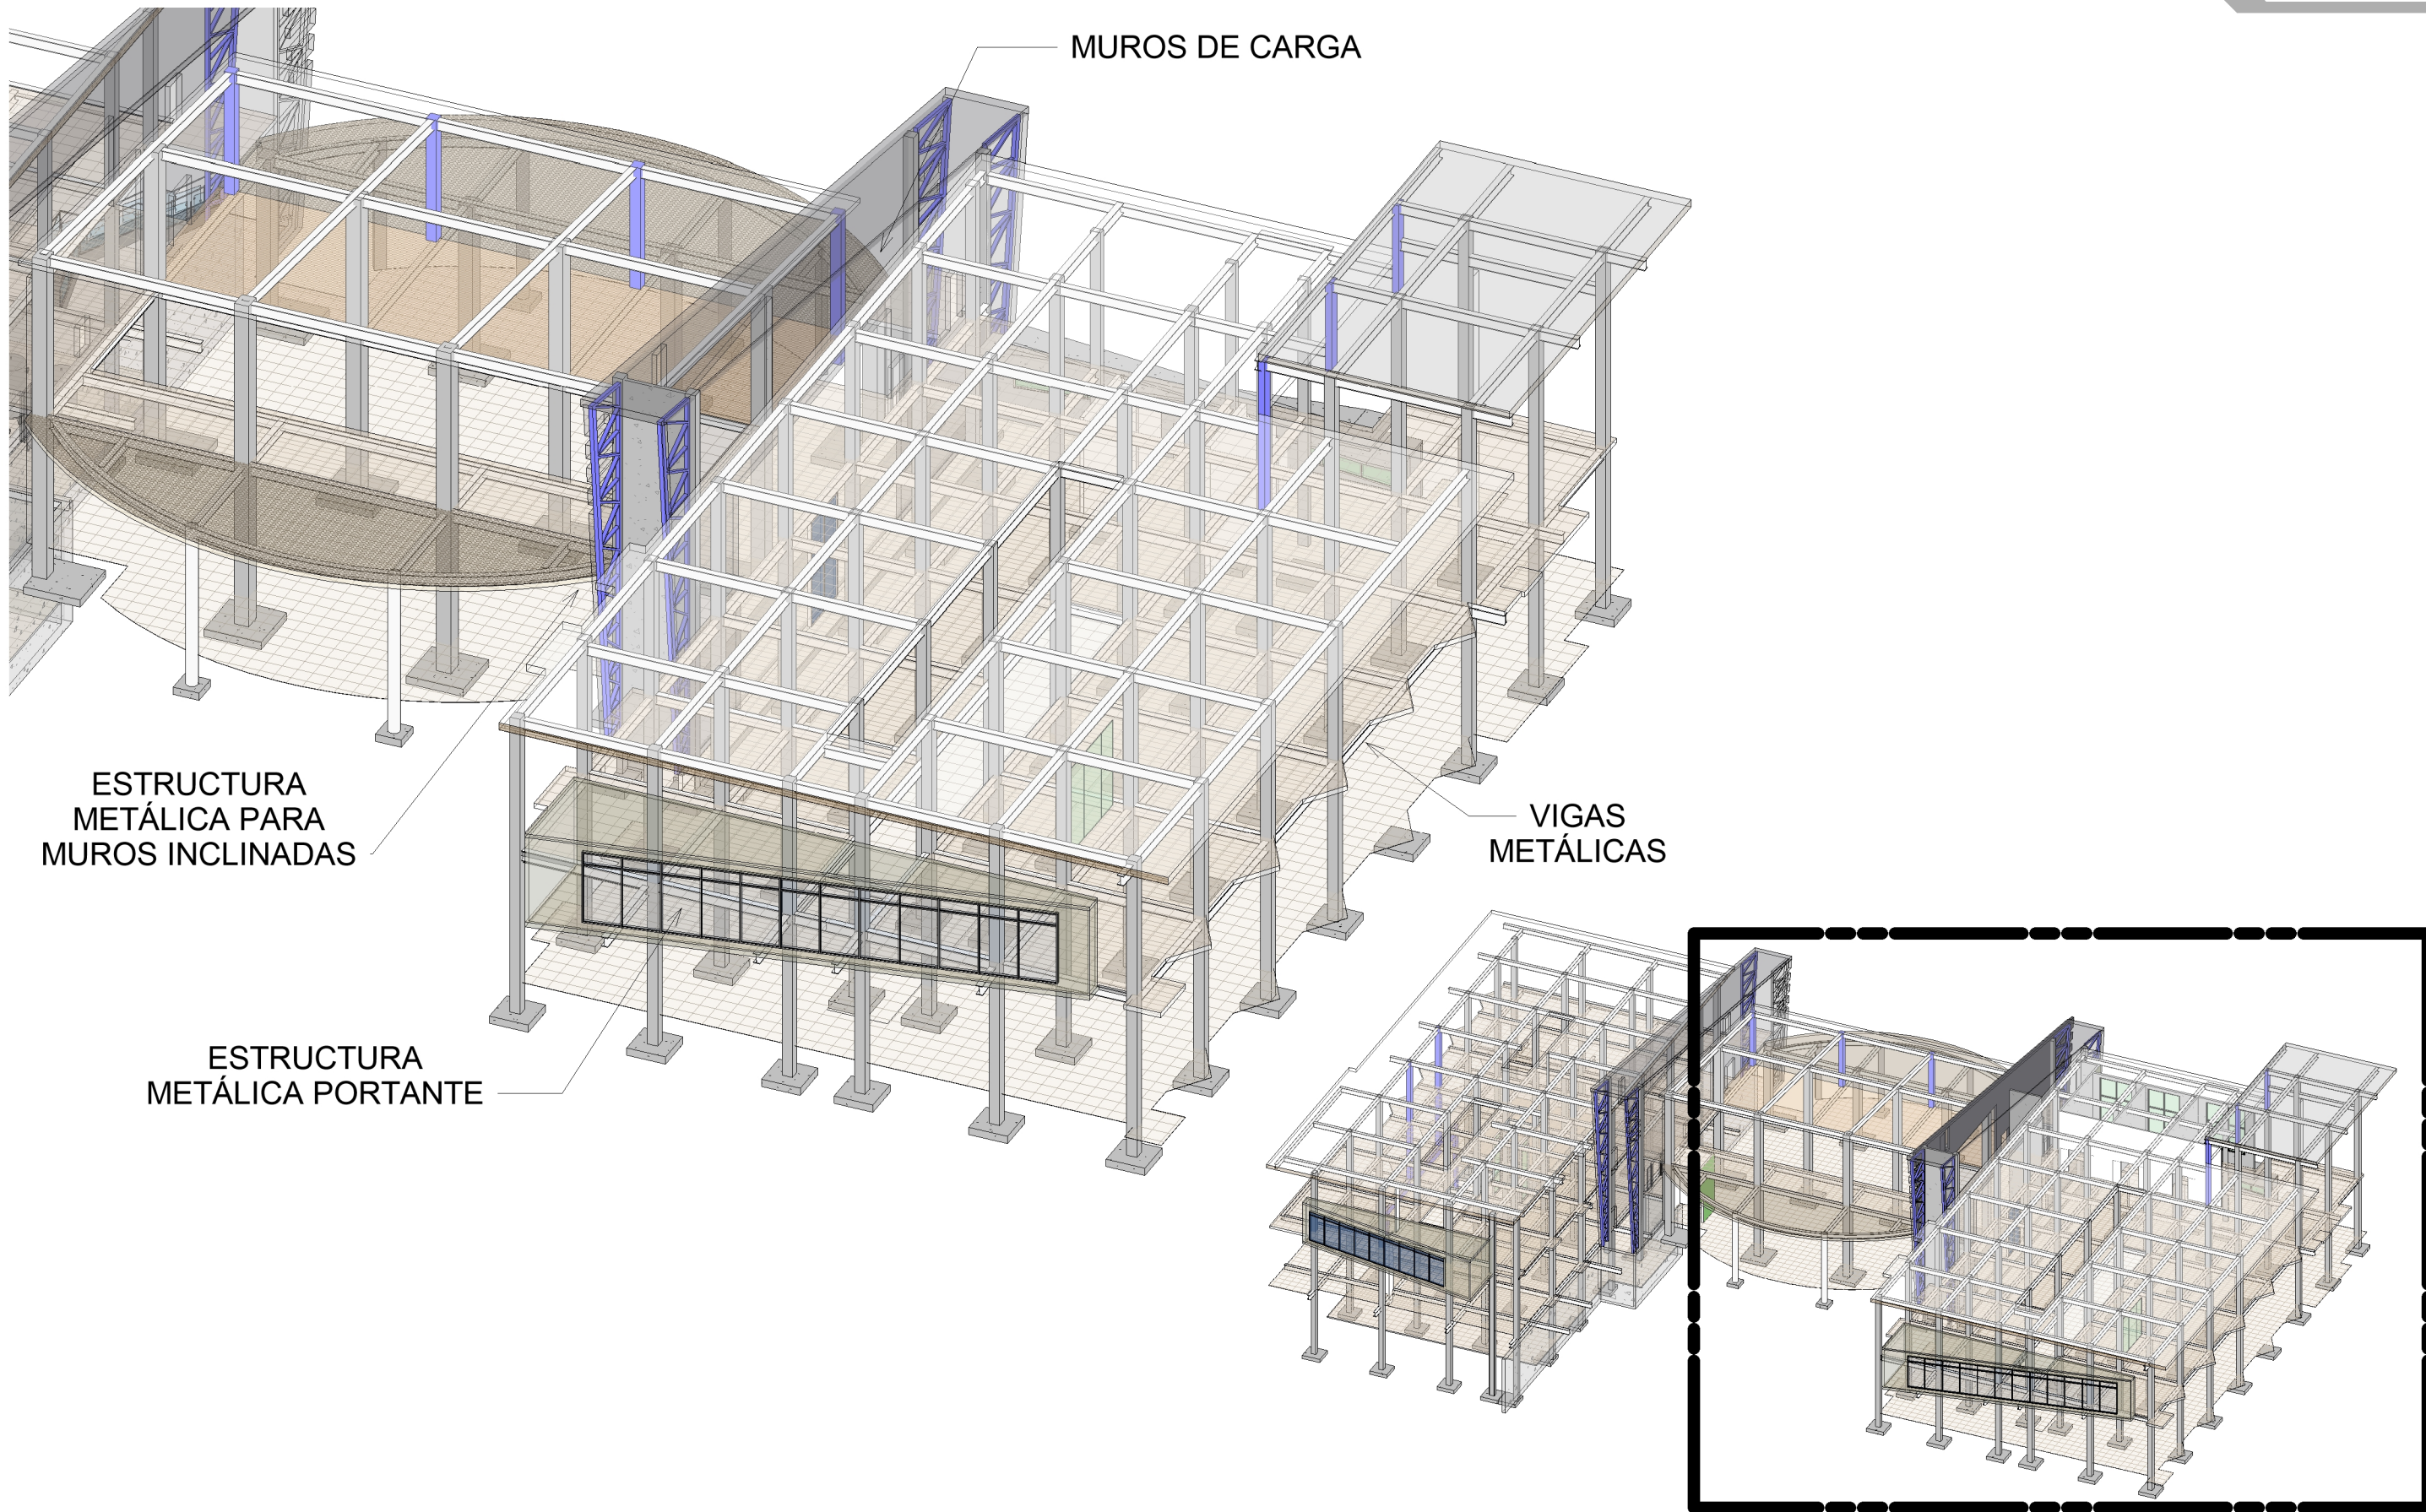 MUROS DE CARGA
ESTRUCTURA
METÁLICA PARA
MUROS INCLINADAS
VIGAS
METÁLICAS
ESTRUCTURA
METÁLICA PORTANTE